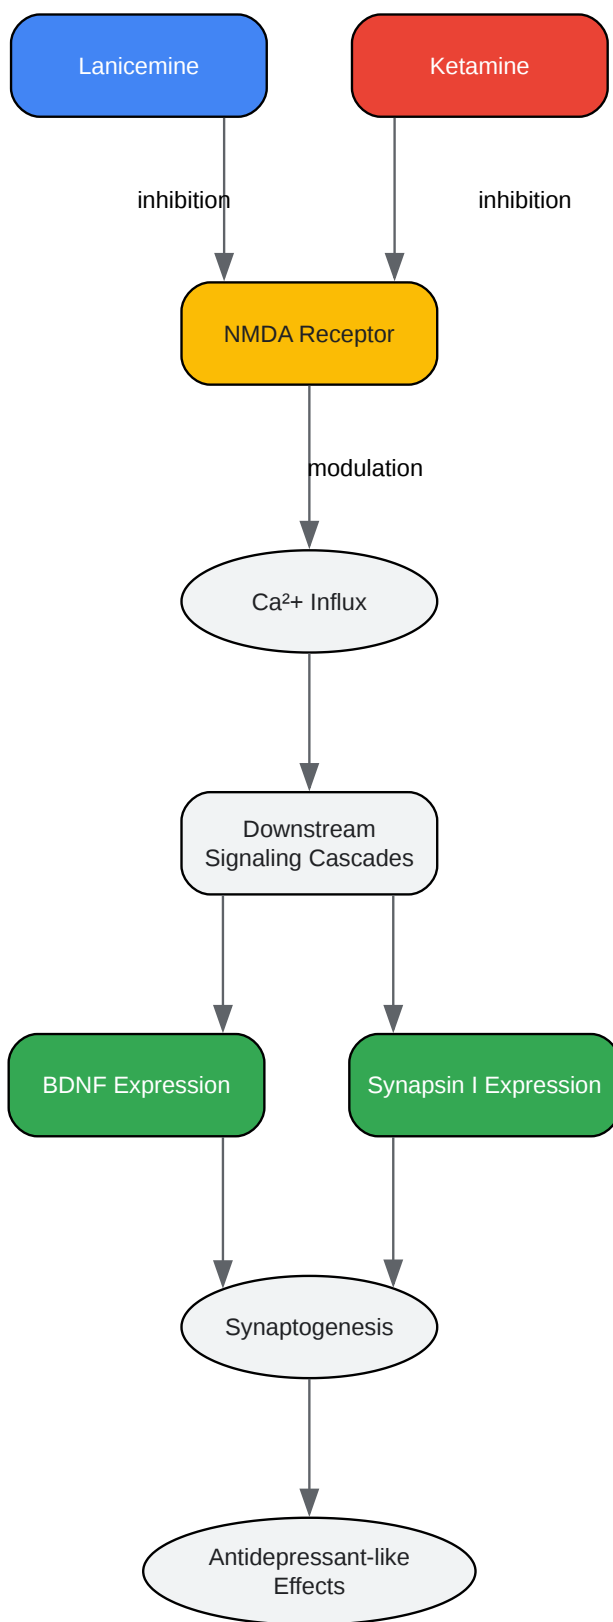 Lanicemine
Ketamine
inhibition
inhibition
NMDA Receptor
modulation
Ca²+ Influx
Downstream
Signaling Cascades
BDNF Expression
Synapsin I Expression
Synaptogenesis
Antidepressant-like
Effects